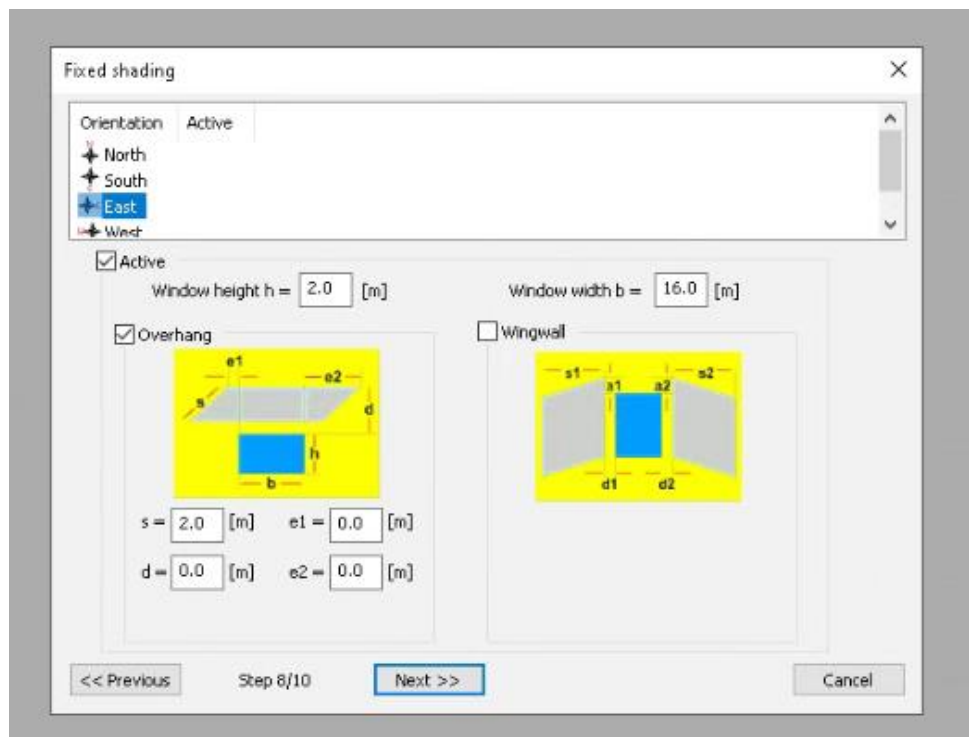 Fixed shading
Orientation Active
North
South
East
West
Active
Window height h = 2.0 [m] Window width b = 16.0 [m]
Overhang
e1
e2
s
d
h
b
s = 2.0 [m] e1 = 0.0 [m]
d = 0.0 [m] e2 = 0.0 [m]
Wingwall
s1 s2
a1 a2
d1 d2
<< Previous Step 8/10 Next >> Cancel